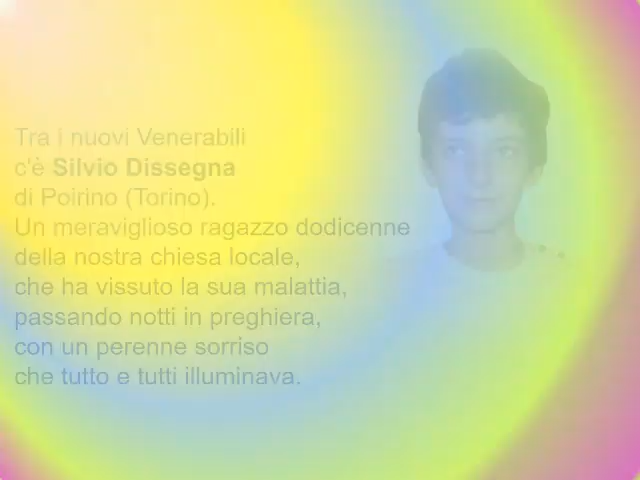 Tra i nuovi Venerabili
c'è Silvio Dissegna
di Poirino (Torino).
Un meraviglioso ragazzo dodicenne
della nostra chiesa locale,
che ha vissuto la sua malattia,
passando notti in preghiera,
con un perenne sorriso
che tutto e tutti illuminava.